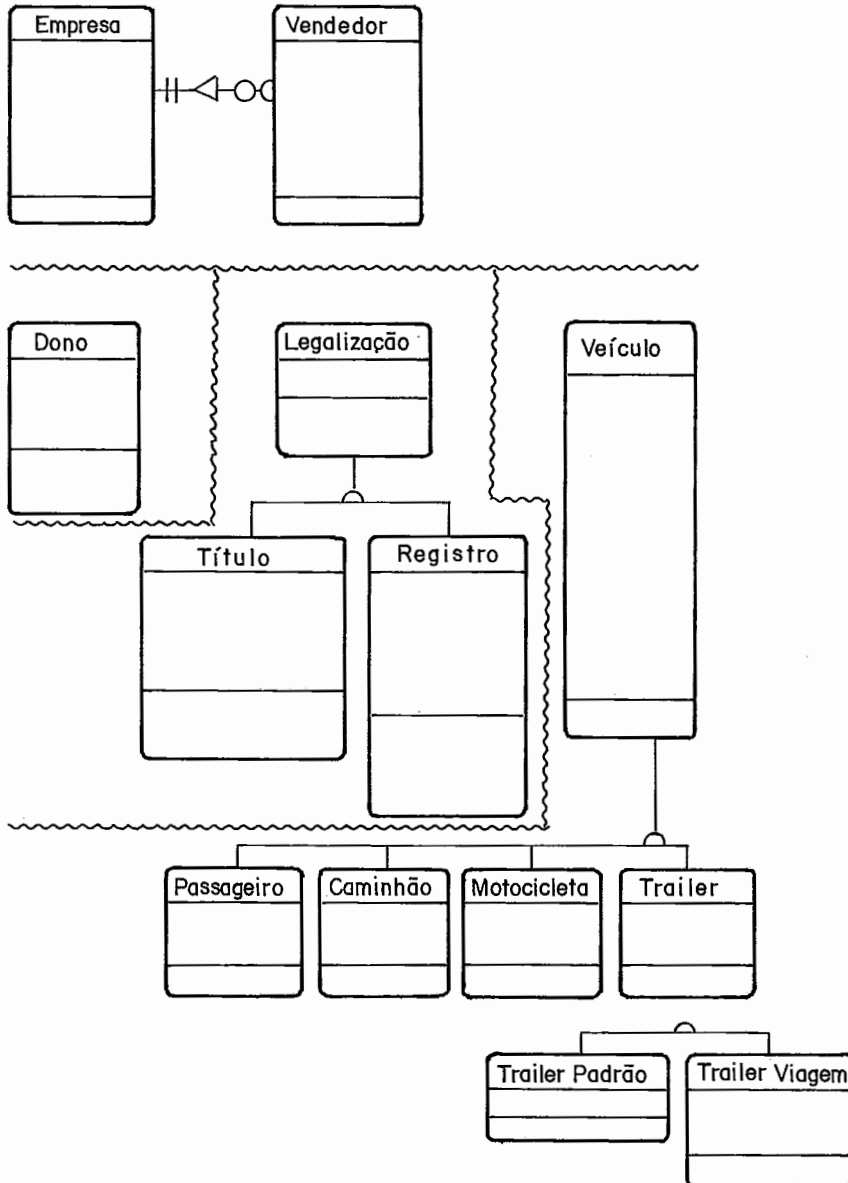 Empresa
Vendedor
Dono
Legalização
Veículo
Título
Registro
Passageiro
Caminhão
Motocicleta
Trailer
Trailer Padrão
Trailer Viagem